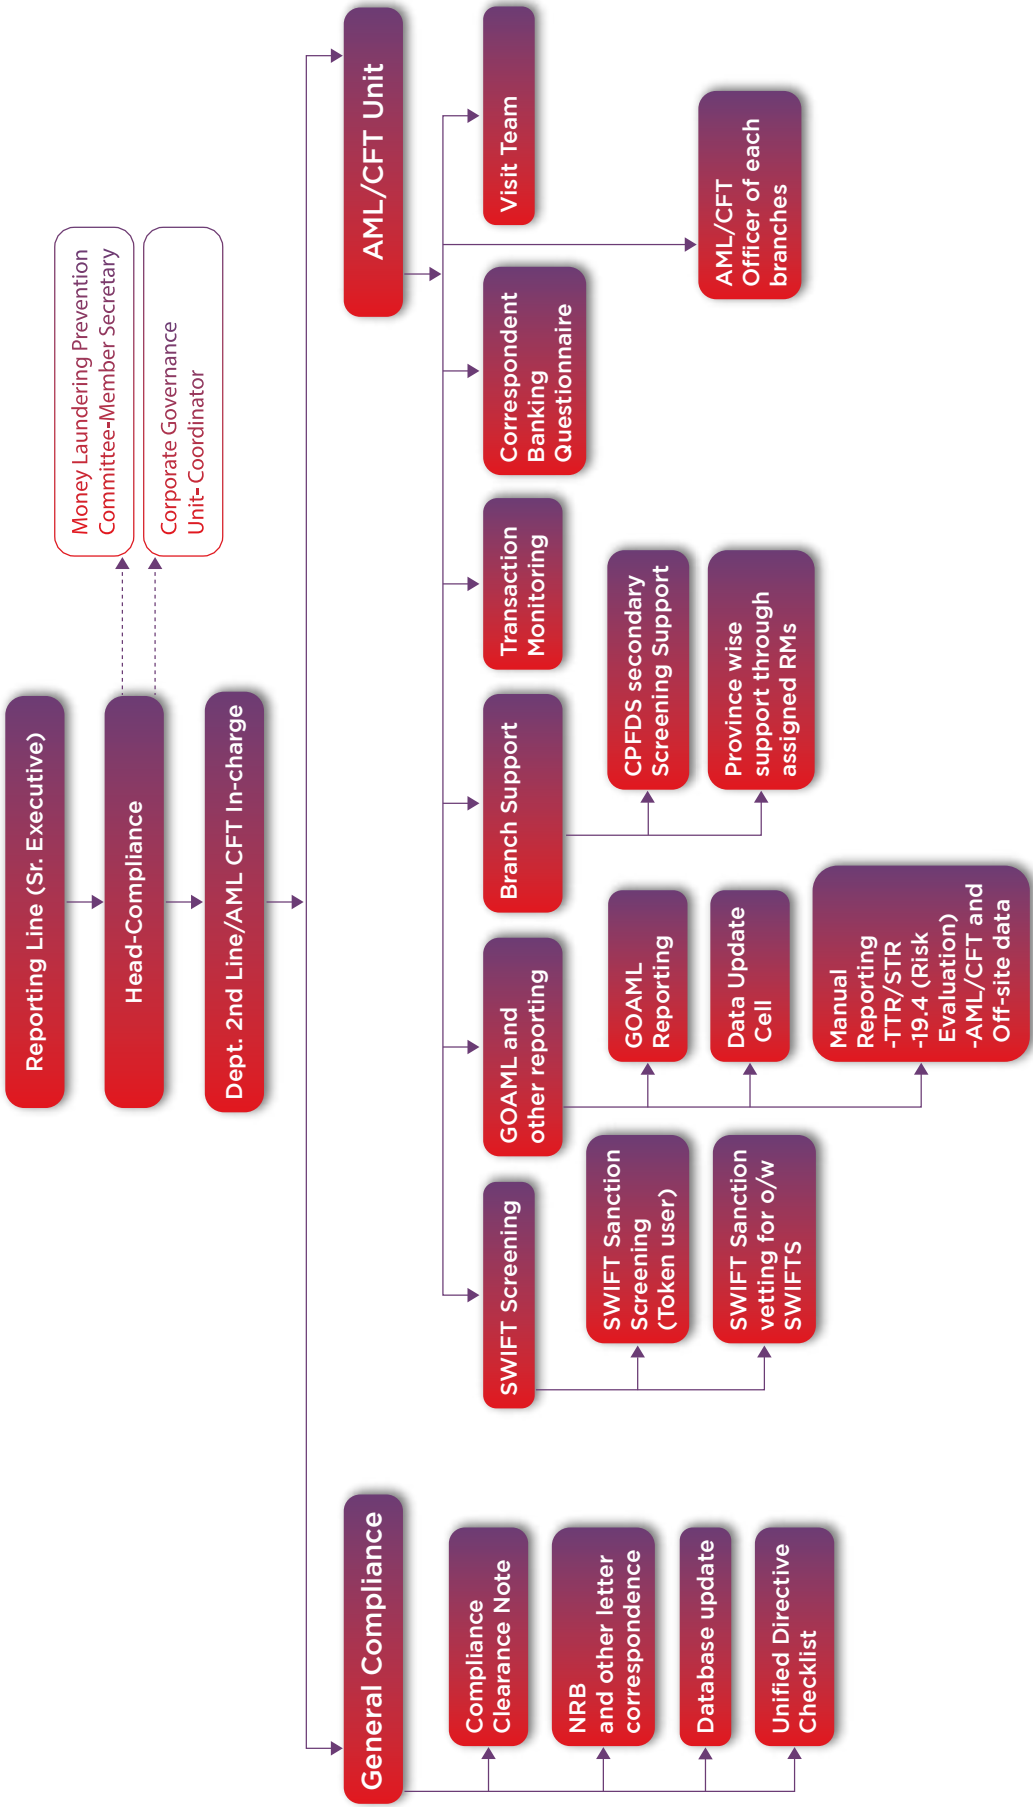 Reporting Line (Sr. Executive)
Head-Compliance
Money Laundering Prevention
Committee-Member Secretary
Corporate Governance
Unit-Coordinator
Dept. 2nd Line/AML CFT In-charge
General Compliance
Compliance
Clearance Note
NRB
and other letter
correspondence
Database update
Unified Directive
Checklist
AML/CFT Unit
SWIFT Screening
SWIFT Sanction
Screening
(Token user)
SWIFT Sanction
vetting for o/w
SWIFTS
GOAML and
other reporting
GOAML
Reporting
Data Update
Cell
Manual
Reporting
-TTR/STR
-19.4 (Risk
Evaluation)
-AML/CFT and
Off-site data
Branch Support
CPFDS secondary
Screening Support
Province wise
support through
assigned RMs
Transaction
Monitoring
Correspondent
Banking
Questionnaire
AML/CFT
Officer of each
branches
Visit Team